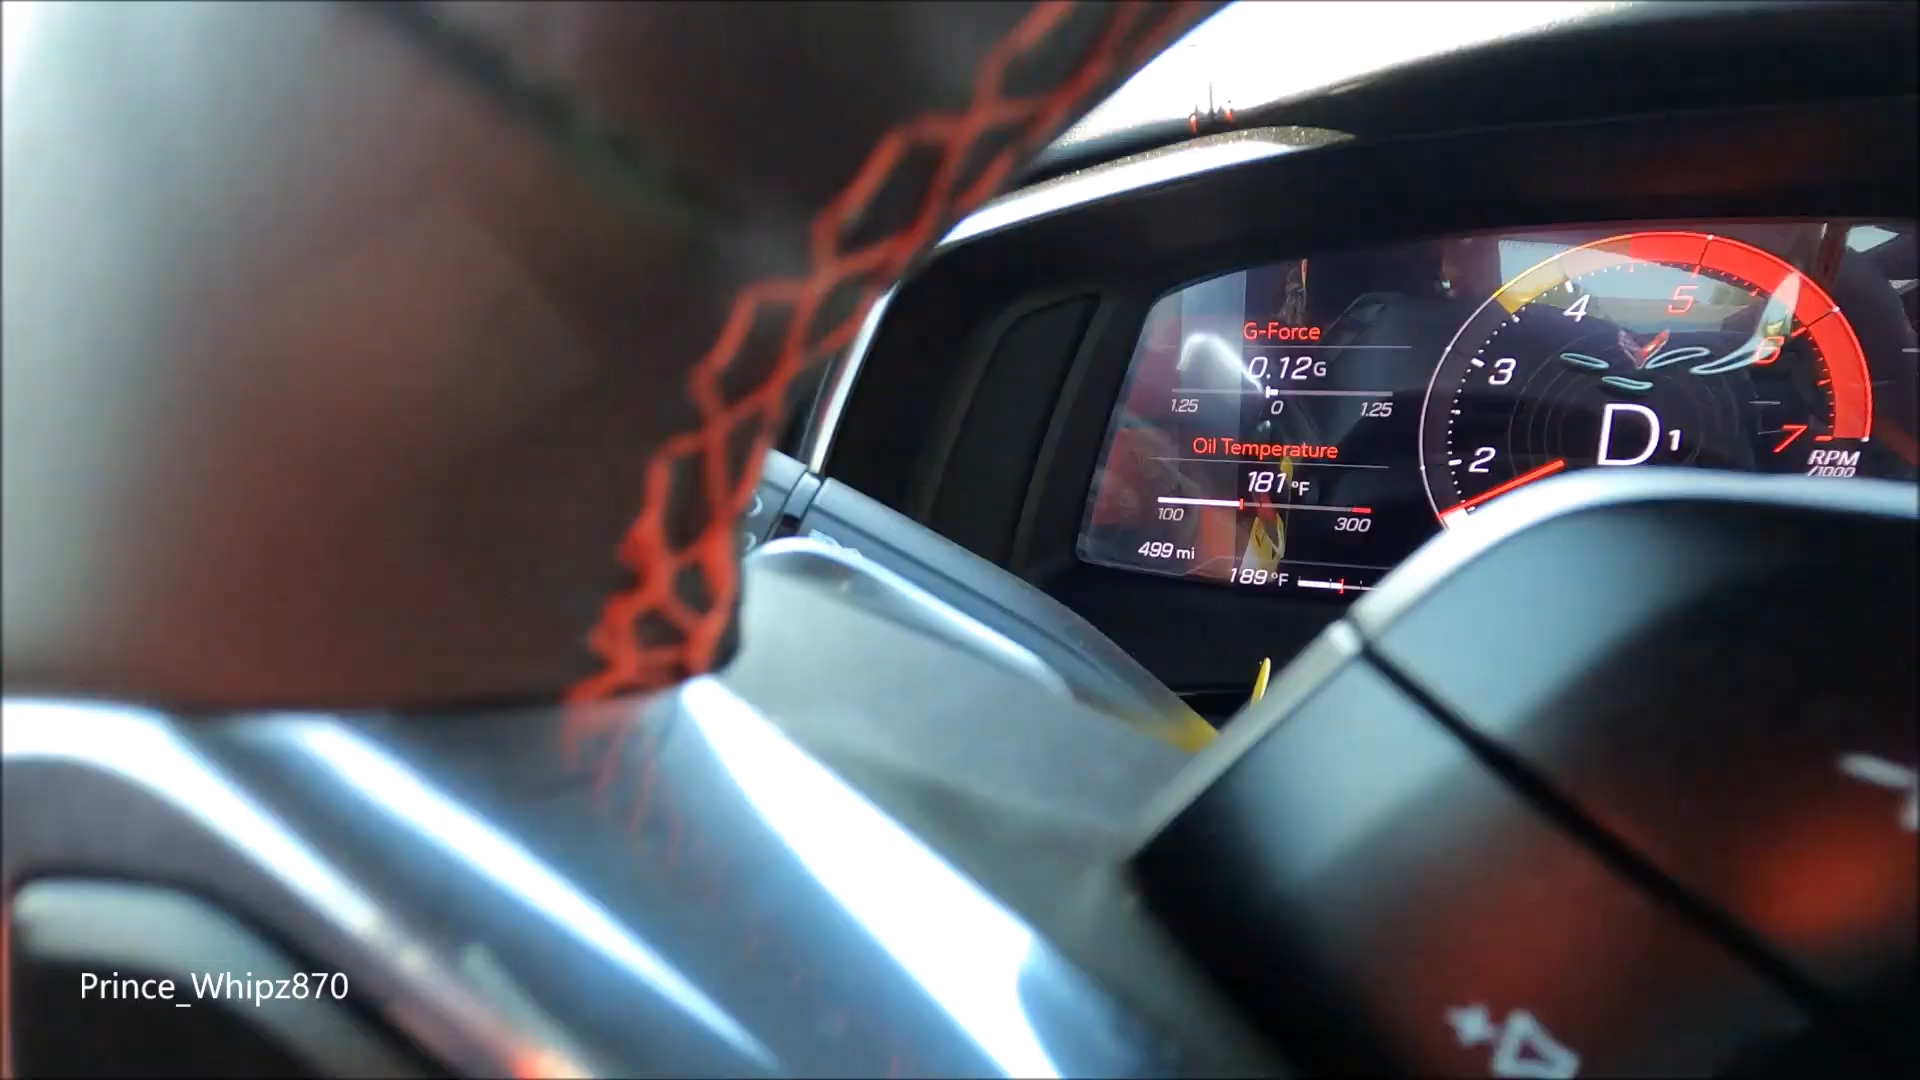 G-Force
0.12G
1.25 0 1.25
Oil Temperature
181°F
100 300
499 mi
189°F
2
3
4
5
6
7
D1
RPM
/1000
Prince_Whipz870